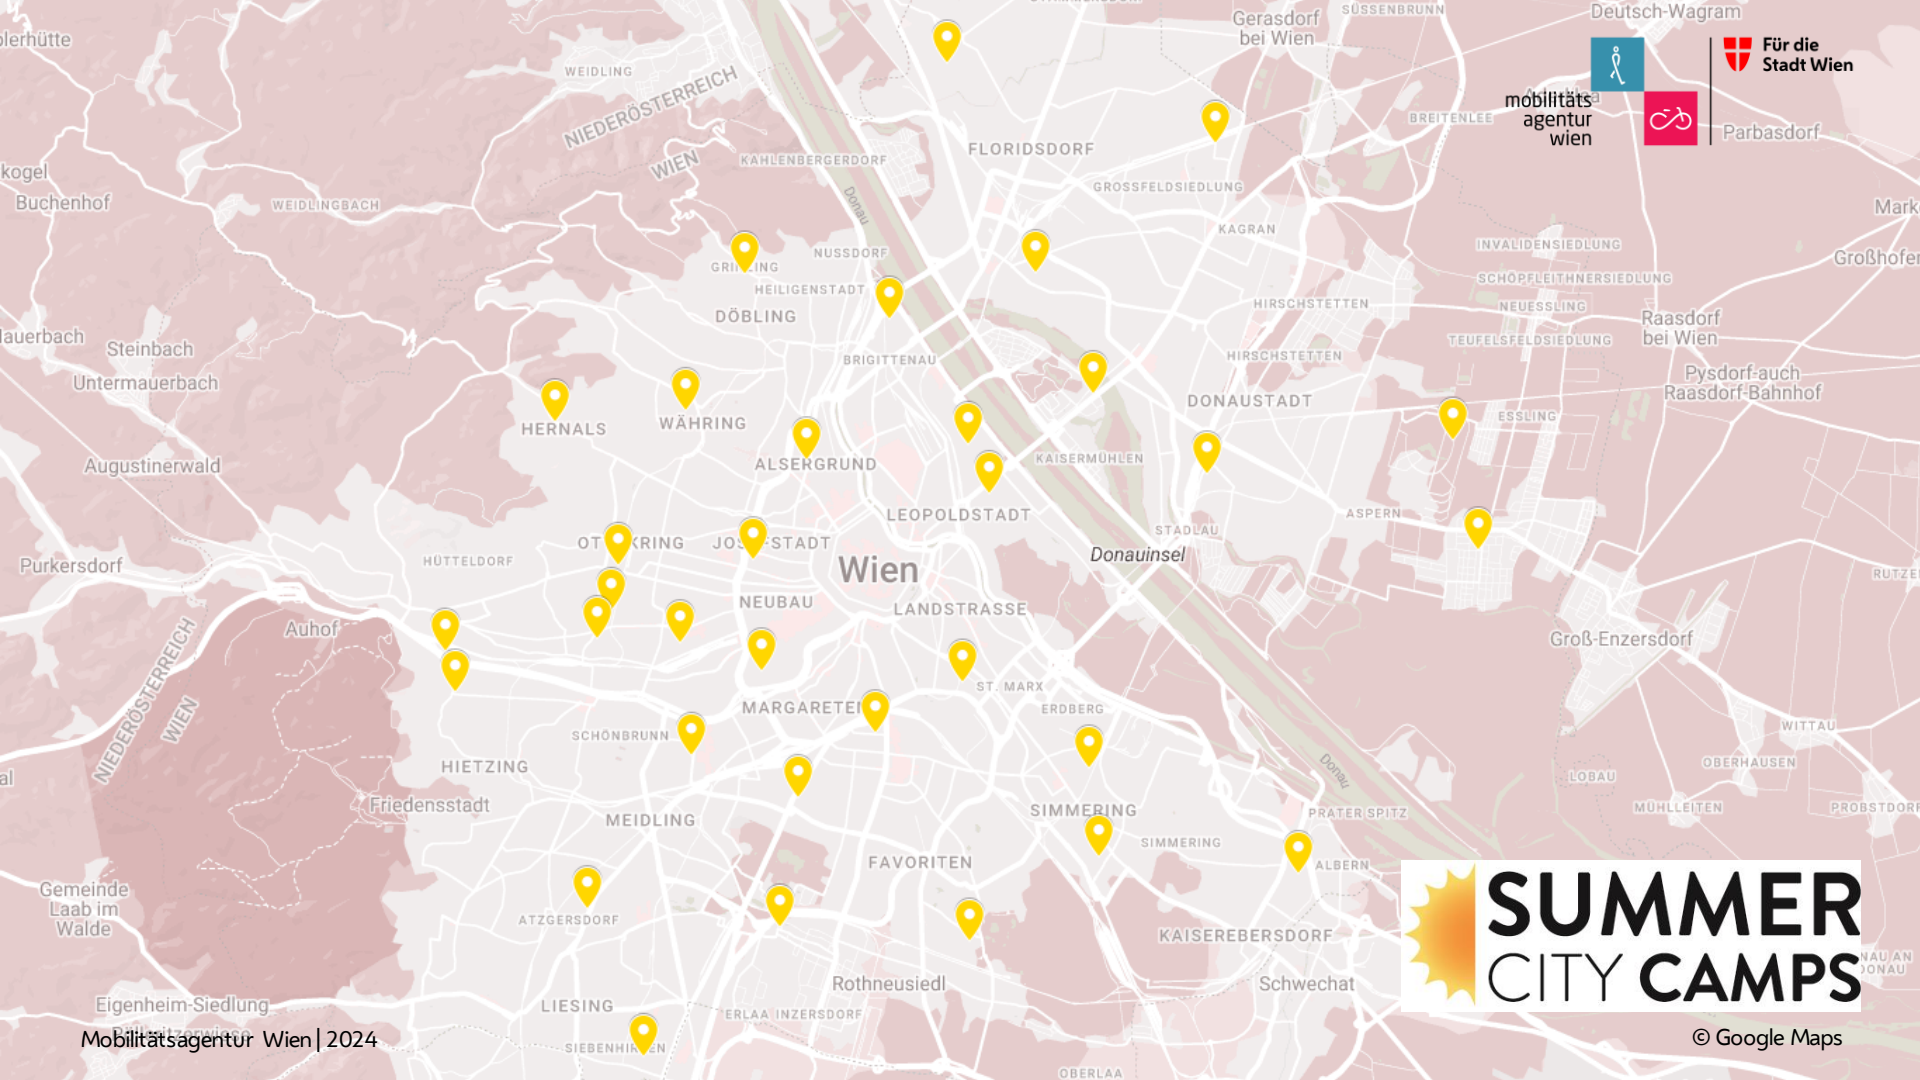 SÜSSENBRUNN
Deutsch-Wagram
Gerasdorf
bei Wien
Für die
Stadt Wien
WEIDLING
NIEDERÖSTERREICH
mobilitäts
agentur
wien
BREITENLEE
Parbasdorf
FLORIDSDORF
WIEN
KAHLENBERGERDORF
kogel
Buchenhof
WEIDLINGBACH
GROSSFELDSIEDLUNG
Donau
Mark
KAGRAN
NUSSDORF
INVALIDENSIEDLUNG
Großhofen
SCHÖPFLEITHNERSIEDLUNG
HEILIGENSTADT
HIRSCHSTETTEN
NEUESSLING
DÖBLING
Raasdorf
bei Wien
auerbach
Steinbach
TEUFELSFELDSIEDLUNG
BRIGITTENAU
HIRSCHSTETTEN
Untermauerbach
Pysdorf-auch
Raasdorf-Bahnhof
DONAUSTADT
ESSLING
HERNALS
WÄHRING
Augustinerwald
ALSERGRUND
KAISERMÜHLEN
LEOPOLDSTADT
ASPERN
STADLAU
Purkersdorf
HÜTTELDORF
Wien
Donauinsel
NEUBAU
LANDSTRASSE
Auhof
Groß-Enzersdorf
NIEDERÖSTERREICH
WIEN
ST. MARX
MARGARETEN
ERDBERG
SCHÖNBRUNN
WITTAU
HIETZING
OBERHAUSEN
Donau
LOBAU
Friedensstadt
MÜHLLEITEN
PROBSTDORF
MEIDLING
SIMMERING
PRATER SPITZ
SIMMERING
FAVORITEN
ALBERN
Gemeinde
Laab im
Walde
ATZGERSDORF
SUMMER
CITY CAMPS
KAISEREBERSDORF
NAU AN
DONAU
Rothneusiedl
Schwechat
Eigenheim-Siedlung
LIESING
ERLAA INZERSDORF
Mobilitätsagentur Wien | 2024
© Google Maps
OBERLAA